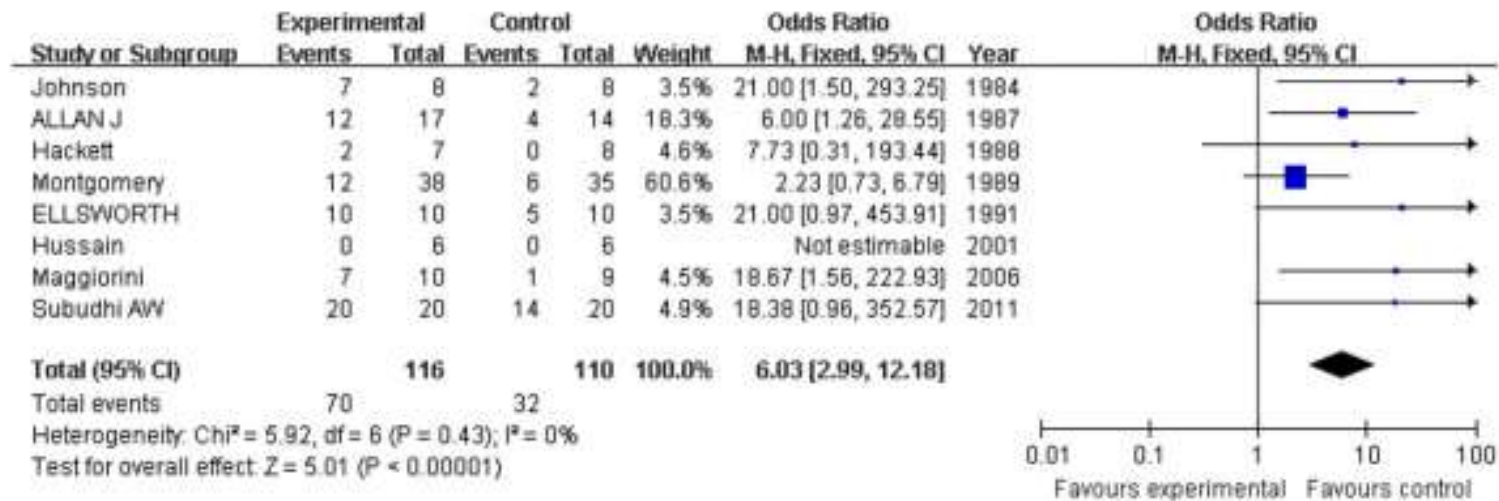 Experimental Control Odds Ratio Odds Ratio
Study or Subgroup Events Total Events Total Weight M-H, Fixed, 95% CI Year M-H, Fixed, 95% CI
Johnson 7 8 2 8 3.5% 21.00 [1.50, 293.25] 1984
ALLAN J 12 17 4 14 18.3% 6.00 [1.26, 28.55] 1987
Hackett 2 7 0 8 4.6% 7.73 [0.31, 193.44] 1988
Montgomery 12 38 6 35 60.6% 2.23 [0.73, 6.79] 1989
ELLSWORTH 10 10 5 10 3.5% 21.00 [0.97, 453.91] 1991
Hussain 0 6 0 6 Not estimable 2001
Maggiorini 7 10 1 9 4.5% 18.67 [1.56, 222.93] 2006
Subudhi AW 20 20 14 20 4.9% 18.38 [0.96, 352.57] 2011
Total (95% CI) 116 110 100.0% 6.03 [2.99, 12.18]
Total events 70 32
Heterogeneity: Chi² = 5.92, df = 6 (P = 0.43); I² = 0%
Test for overall effect: Z = 5.01 (P < 0.00001)
0.01 0.1 1 10 100
Favours experimental Favours control